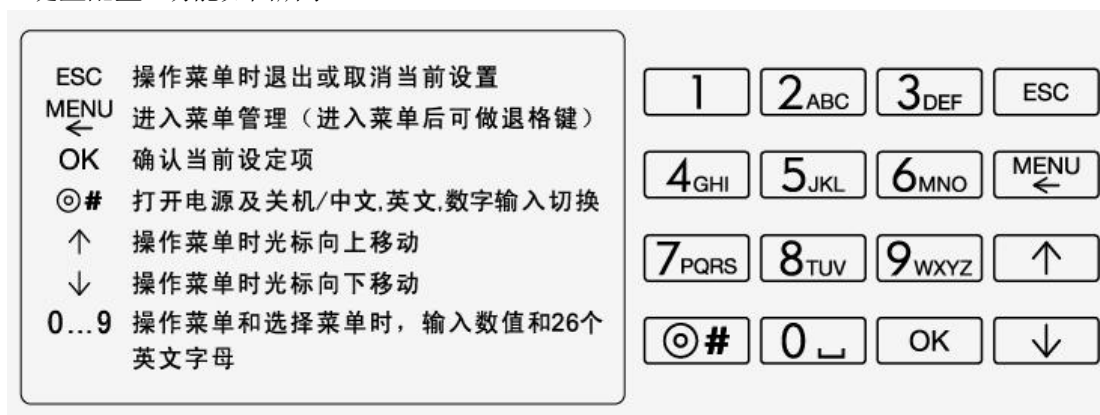 ESC 操作菜单时退出或取消当前设置
MENU ← 进入菜单管理（进入菜单后可做退格键）
OK 确认当前设定项
◎# 打开电源及关机/中文,英文,数字输入切换
↑ 操作菜单时光标向上移动
↓ 操作菜单时光标向下移动
0...9 操作菜单和选择菜单时，输入数值和26个
英文字母
1 2ABC 3DEF ESC
4GHI 5JKL 6MNO MENU ←
7PQRS 8TUV 9WXYZ ↑
◎# 0⎵ OK ↓